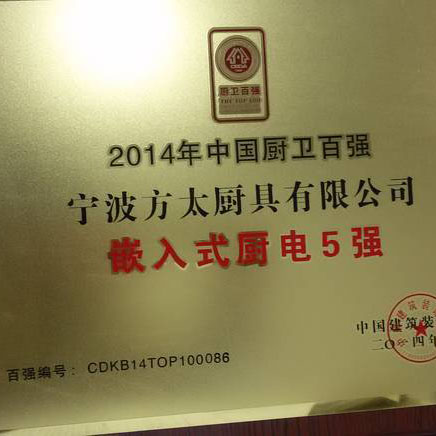 厨卫百强
THE TOP 100
2014年中国厨卫百强
宁波方太厨具有限公司
嵌入式厨电5强
中国建筑装
二〇一四年
百强编号：CDKB14TOP100086